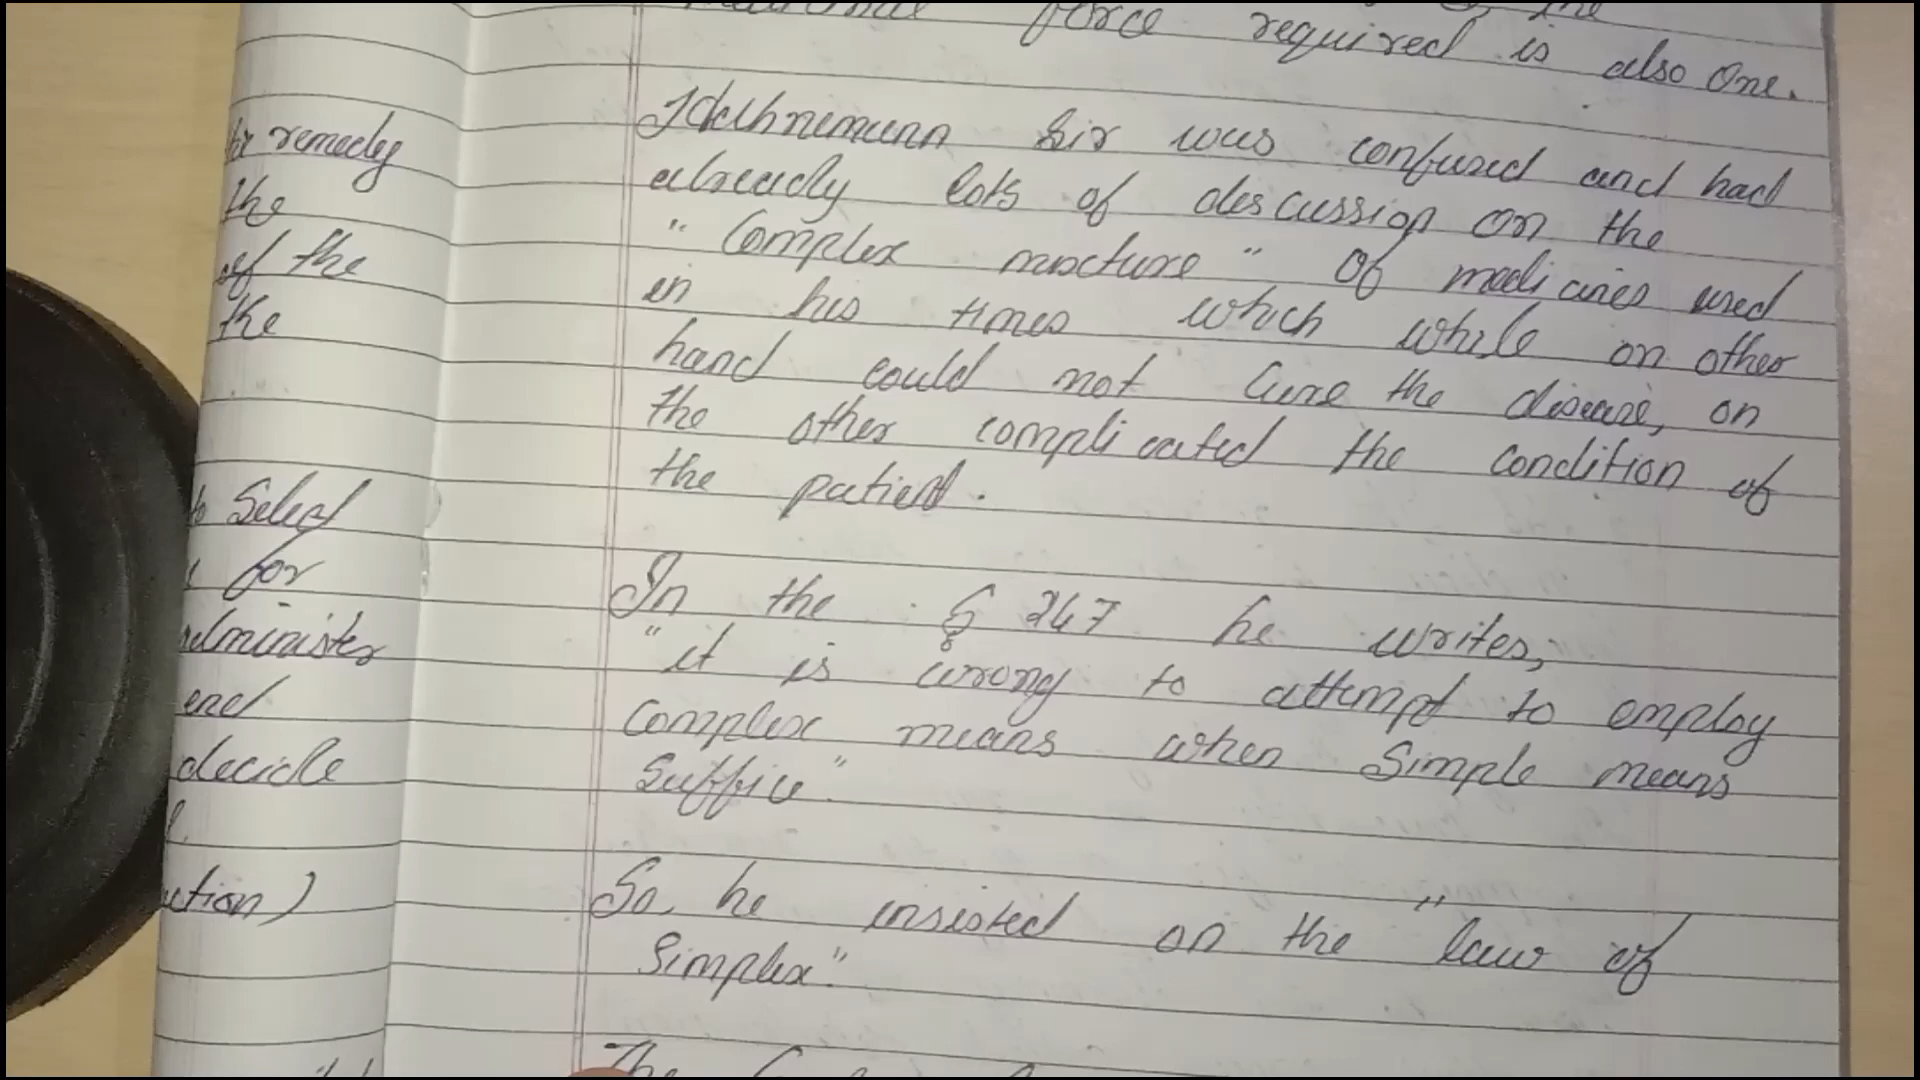 force required is also one.
Hahnemann Sir was confused and had
already lots of descussion on the
"Complex mixture" of medicines used
in his times which while on other
hand could not Cure the disease, on
the other complicated the condition of
the patient.
In the § 247 he writes,
"it is wrong to attempt to employ
Complex means when Simple means
Suffice"
So, he insisted on the "law of
Simplex"
The
remedy
the
of the
the
to Select
for
administer
end
decide